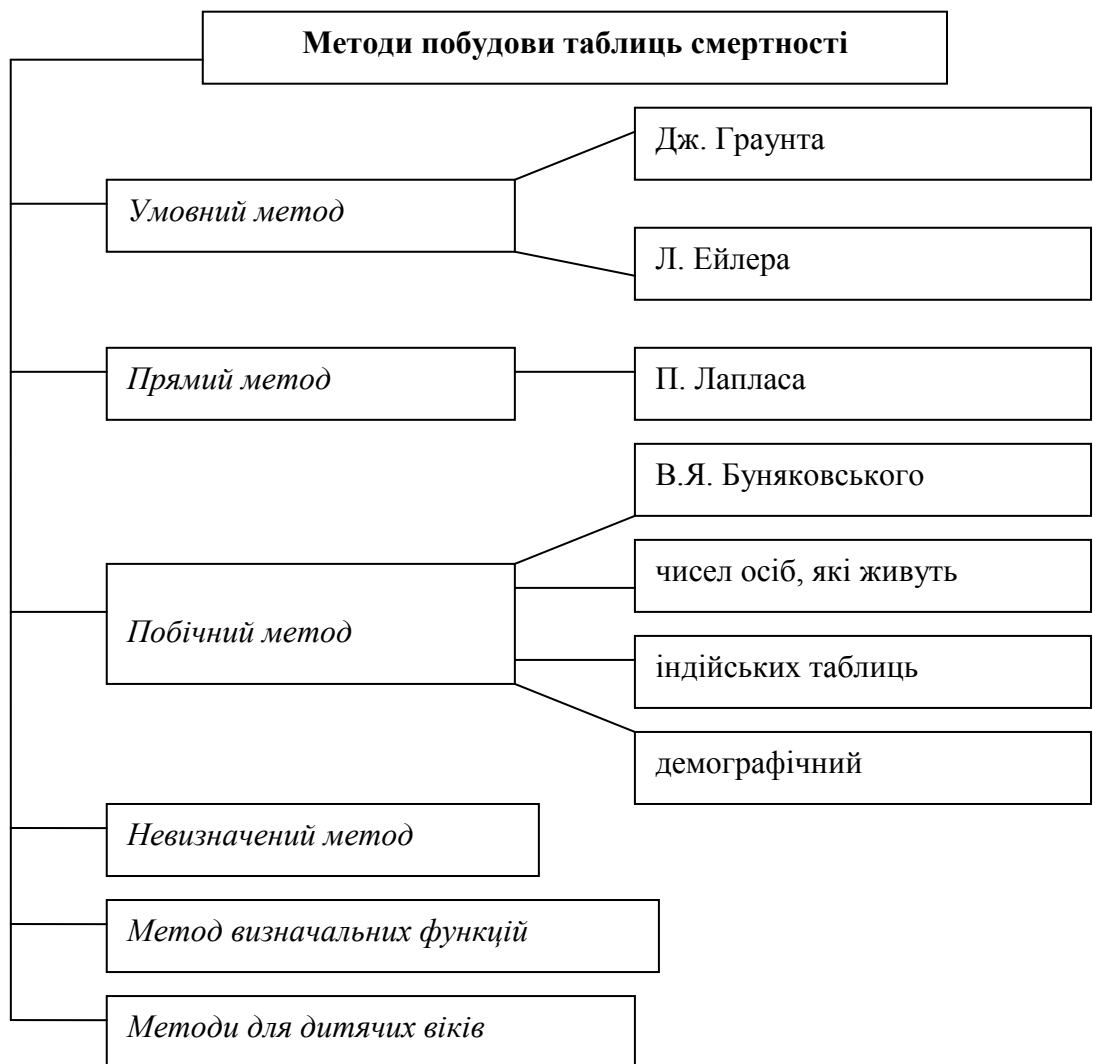 Методи побудови таблиць смертності
Дж. Граунта
Умовний метод
Л. Ейлера
Прямий метод
П. Лапласа
В.Я. Буняковського
чисел осіб, які живуть
Побічний метод
індійських таблиць
демографічний
Невизначений метод
Метод визначальних функцій
Методи для дитячих віків